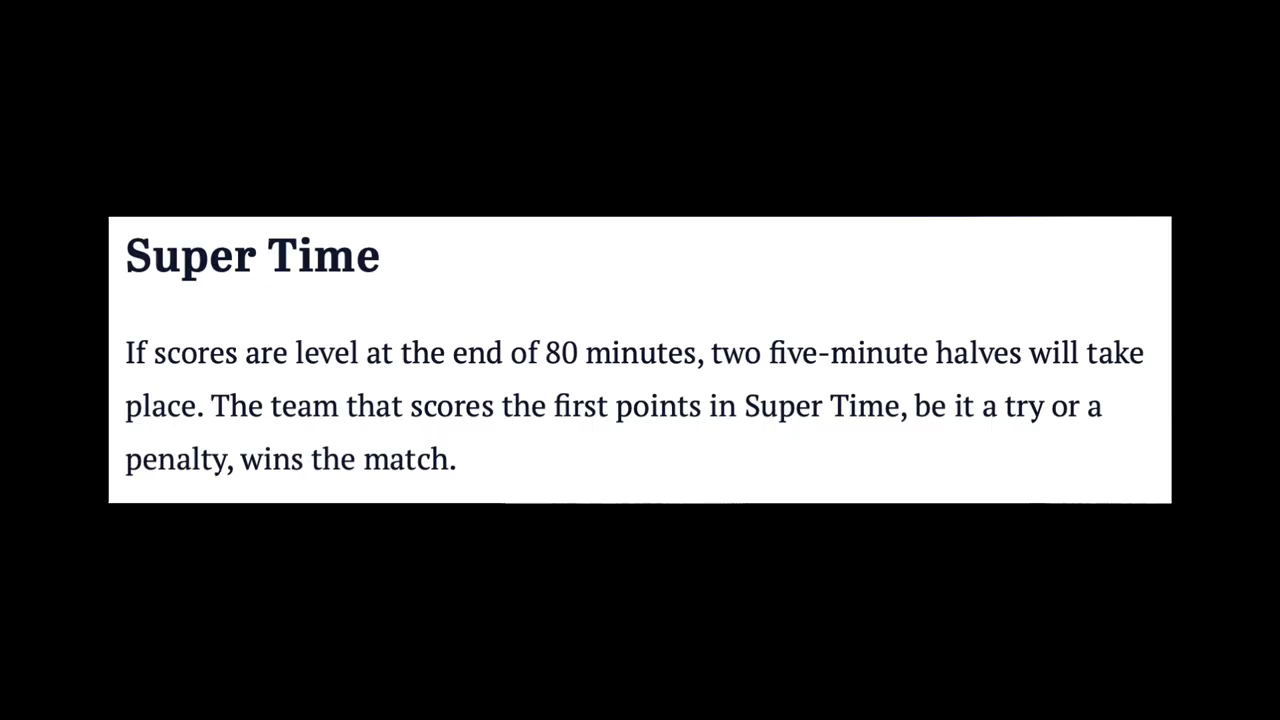 Super Time
If scores are level at the end of 80 minutes, two five-minute halves will take
place. The team that scores the first points in Super Time, be it a try or a
penalty, wins the match.